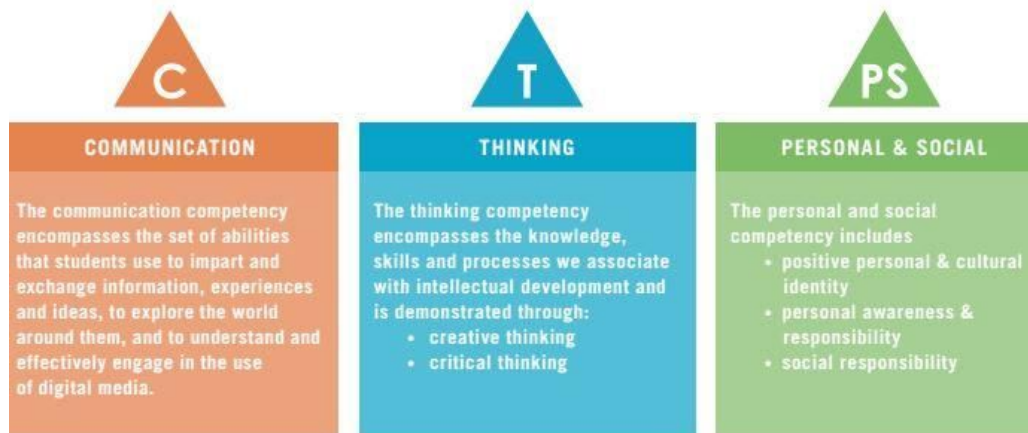 C
COMMUNICATION
The communication competency
encompasses the set of abilities
that students use to impart and
exchange information, experiences
and ideas, to explore the world
around them, and to understand and
effectively engage in the use
of digital media.
T
THINKING
The thinking competency
encompasses the knowledge,
skills and processes we associate
with intellectual development and
is demonstrated through:
• creative thinking
• critical thinking
PS
PERSONAL & SOCIAL
The personal and social
competency includes
• positive personal & cultural
identity
• personal awareness &
responsibility
• social responsibility